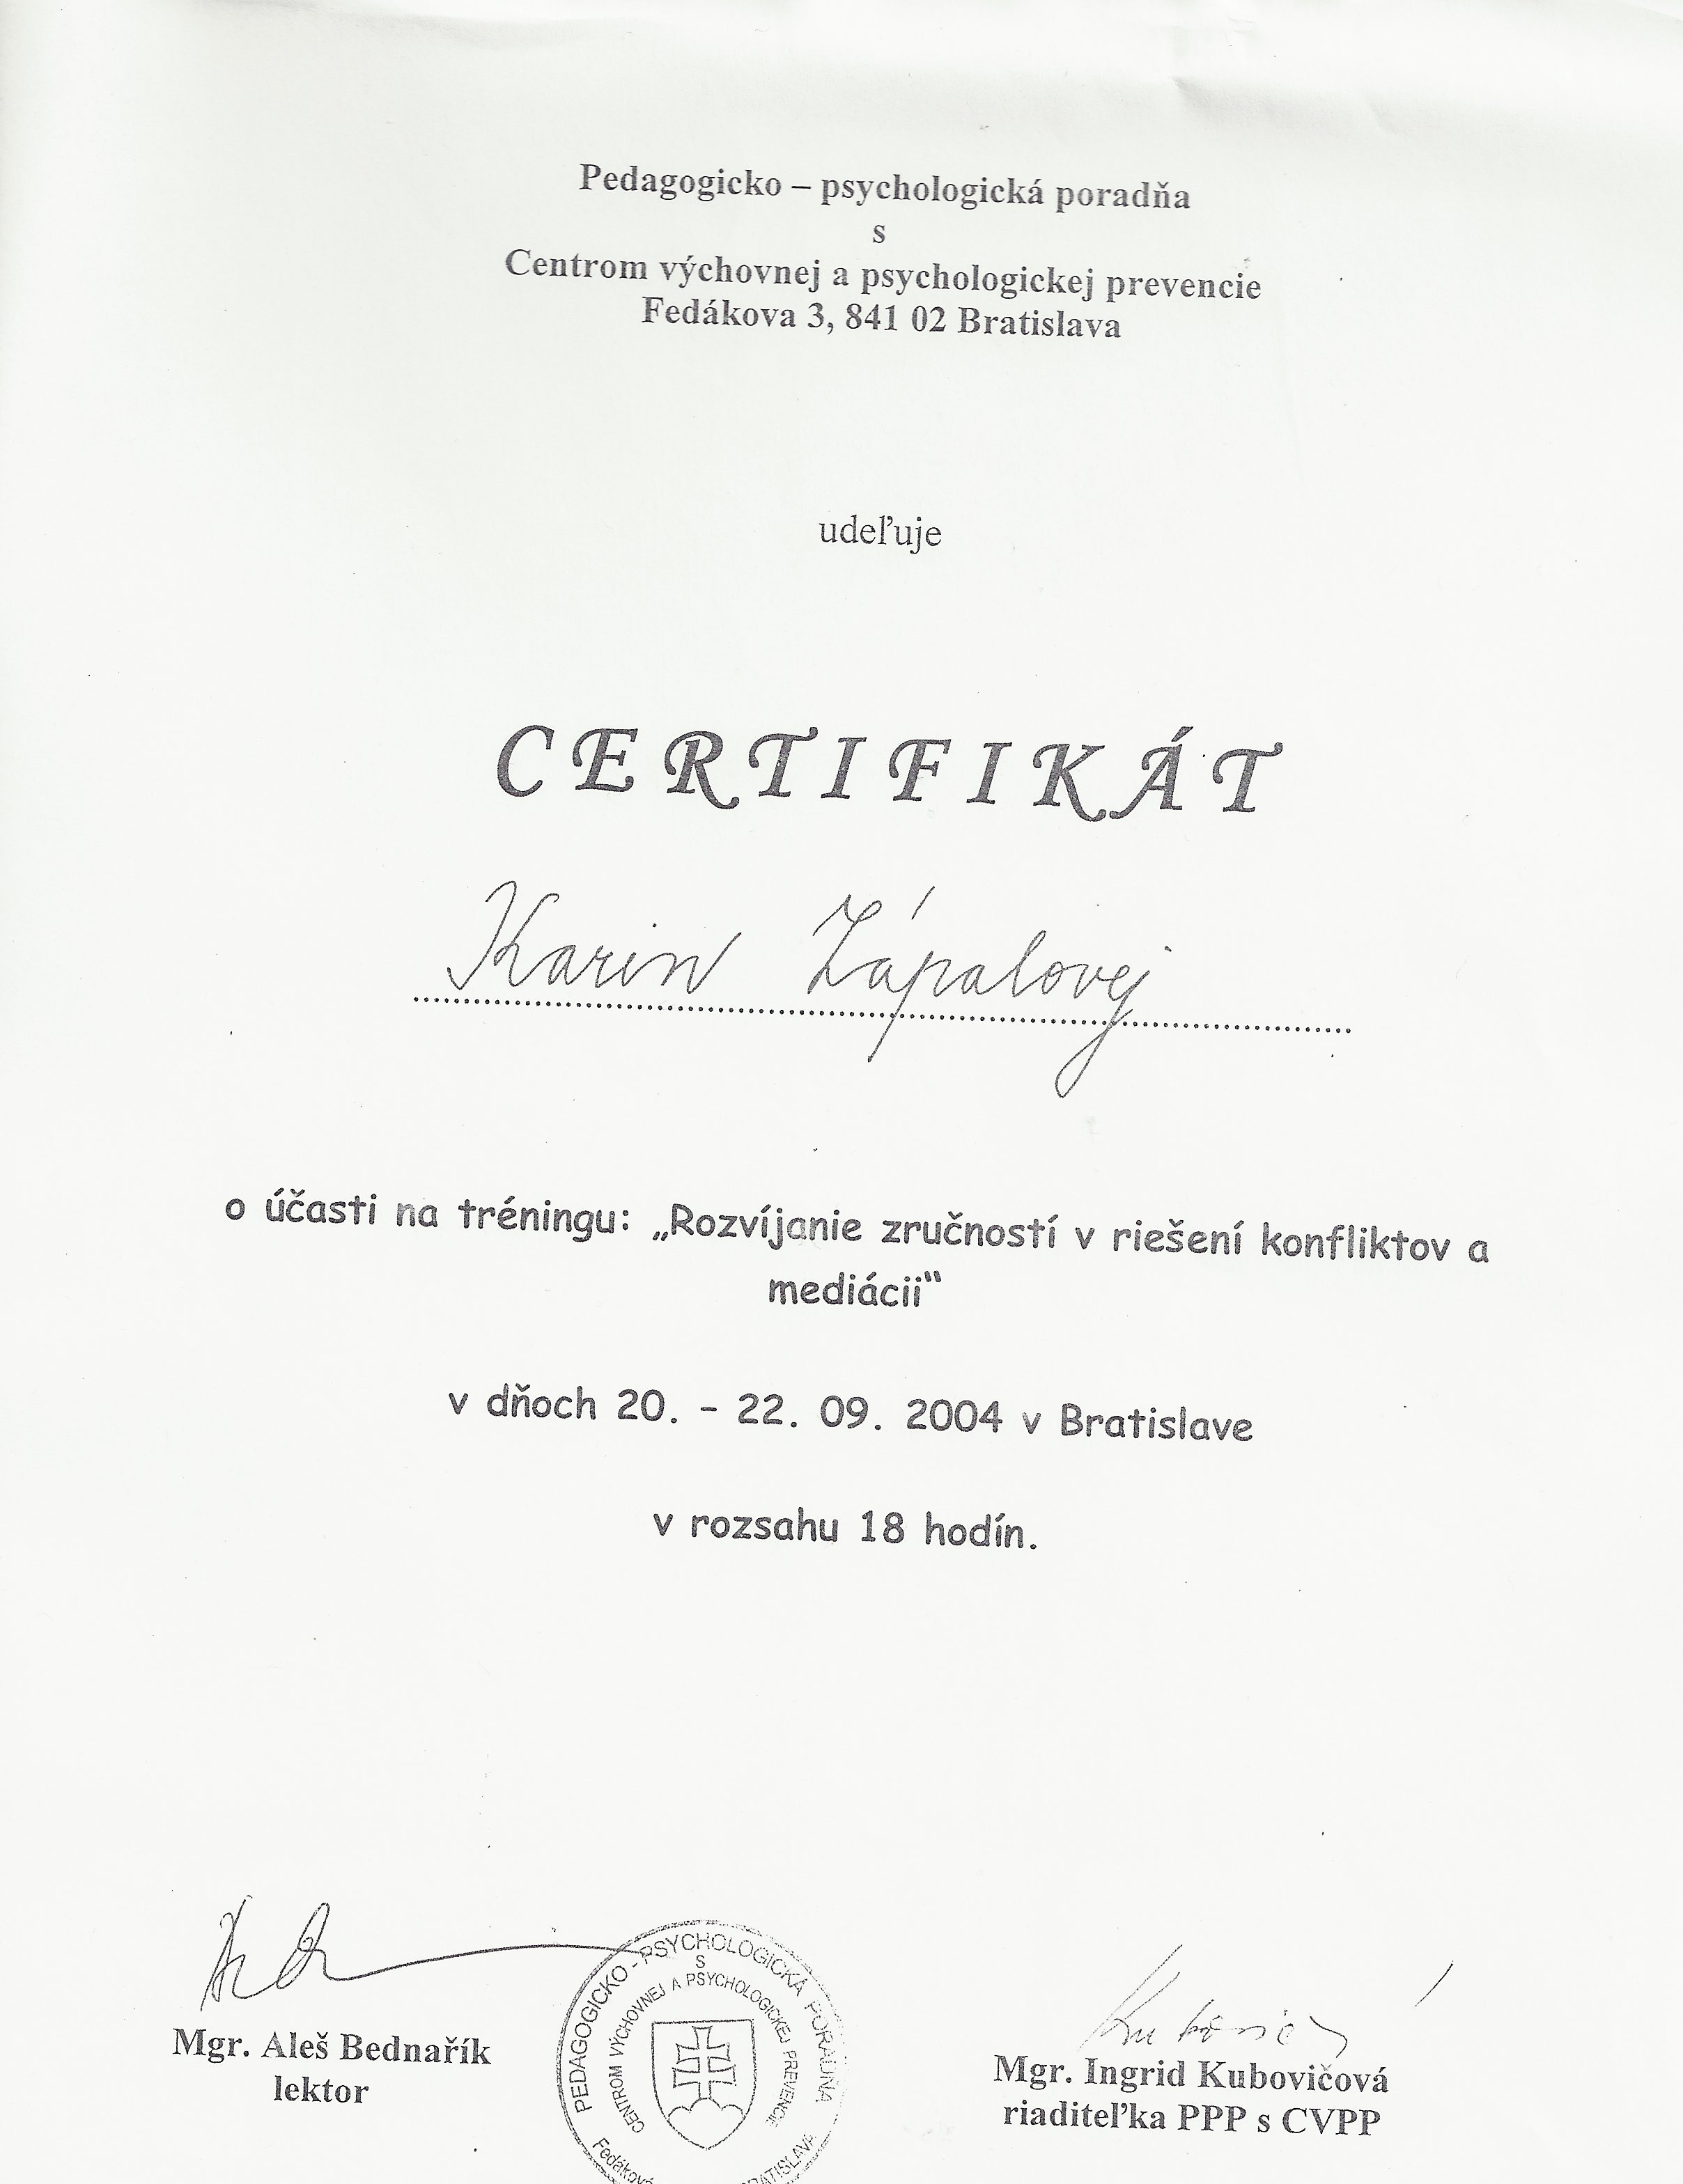 Pedagogicko – psychologická poradňa
s
Centrom výchovnej a psychologickej prevencie
Fedákova 3, 841 02 Bratislava
udeľuje
CERTIFIKÁT
Karin Zápalovej
o účasti na tréningu: „Rozvíjanie zručností v riešení konfliktov a
mediácii“
v dňoch 20. - 22. 09. 2004 v Bratislave
v rozsahu 18 hodín.
PEDAGOGICKO - PSYCHOLOGICKÁ PORADŇA
S
CENTROM VÝCHOVNEJ A PSYCHOLOGICKEJ PREVENCIE
Fedákova
BRATISLAVA
Mgr. Aleš Bednařík
lektor
Mgr. Ingrid Kubovičová
riaditeľka PPP s CVPP